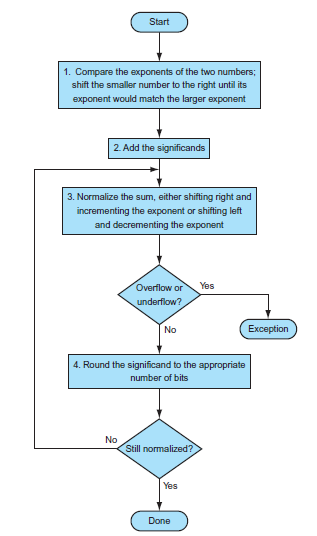 Start
1. Compare the exponents of the two numbers;
shift the smaller number to the right until its
exponent would match the larger exponent
2. Add the significands
3. Normalize the sum, either shifting right and
incrementing the exponent or shifting left
and decrementing the exponent
Overflow or
underflow?
Yes
No
Exception
4. Round the significand to the appropriate
number of bits
No
Still normalized?
Yes
Done